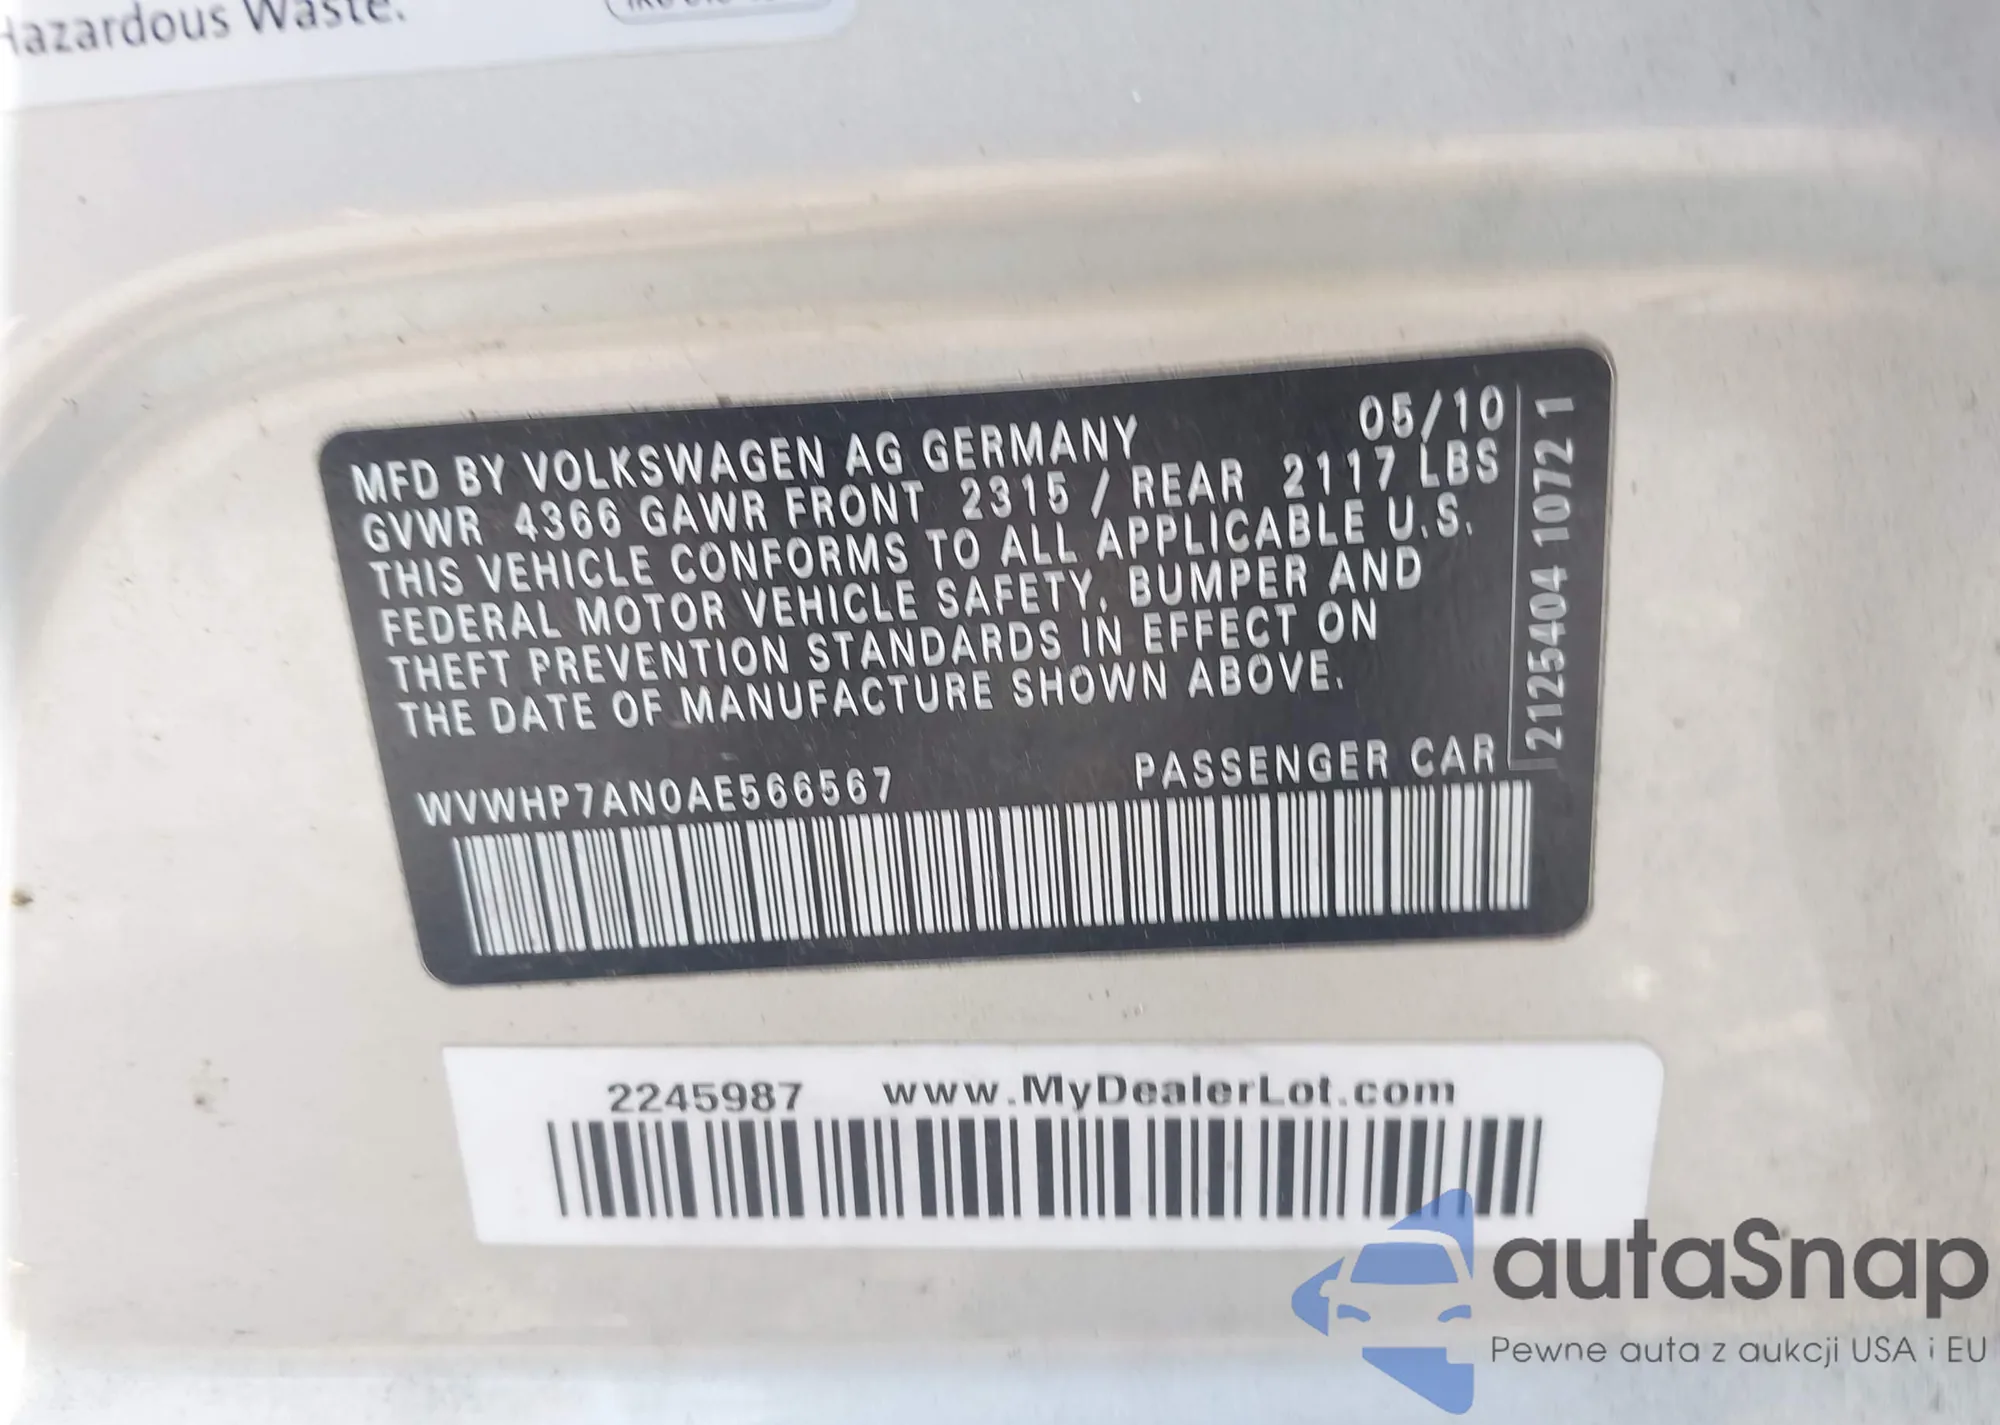 Hazardous Waste.
MFD BY VOLKSWAGEN AG GERMANY 05/10
GVWR 4366 GAWR FRONT 2315 / REAR 2117 LBS
THIS VEHICLE CONFORMS TO ALL APPLICABLE U.S.
FEDERAL MOTOR VEHICLE SAFETY, BUMPER AND
THEFT PREVENTION STANDARDS IN EFFECT ON
THE DATE OF MANUFACTURE SHOWN ABOVE.
WVWHP7AN0AE566567 PASSENGER CAR
2125404 1072 1
2245987 www.MyDealerLot.com
autaSnap
Pewne auta z aukcji USA i EU